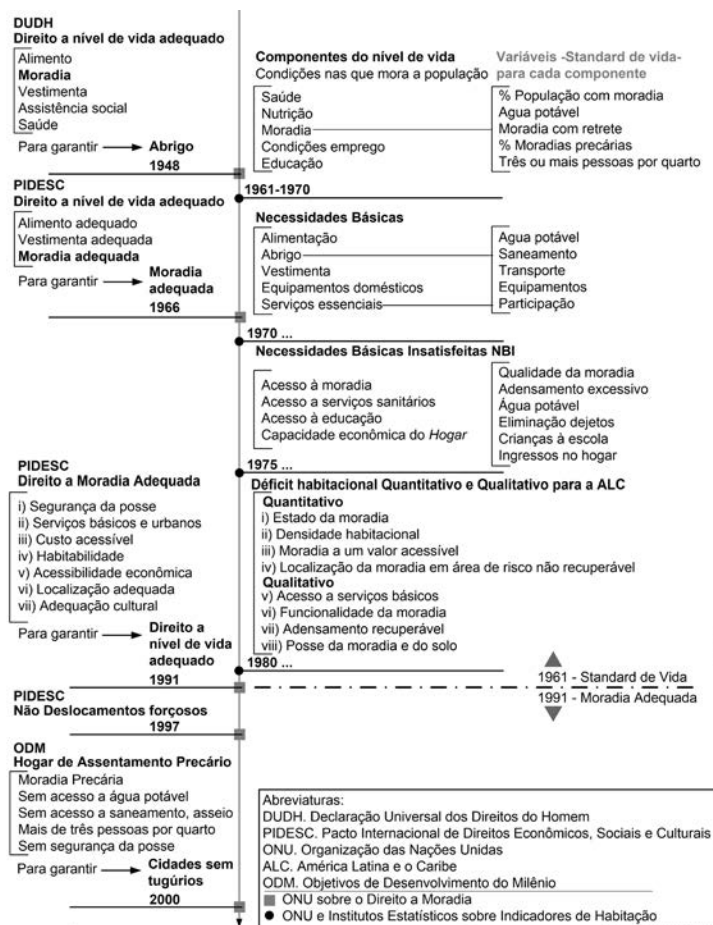 DUDH
Direito a nível de vida adequado
Alimento
Moradia
Vestimenta
Assistência social
Saúde
Para garantir
Abrigo
1948
Componentes do nível de vida
Condições nas que mora a população
Saúde
Nutrição
Moradia
Condições emprego
Educação
Variáveis -Standard de vida-
para cada componente
% População com moradia
Agua potável
Moradia com retrete
% Moradias precárias
Três ou mais pessoas por quarto
1961-1970
PIDESC
Direito a nível de vida adequado
Alimento adequado
Vestimenta adequada
Moradia adequada
Para garantir
Moradia
adequada
1966
Necessidades Básicas
Alimentação
Abrigo
Vestimenta
Equipamentos domésticos
Serviços essenciais
Agua potável
Saneamento
Transporte
Equipamentos
Participação
1970 ...
Necessidades Básicas Insatisfeitas NBI
Acesso à moradia
Acesso a serviços sanitários
Acesso à educação
Capacidade econômica do Hogar
Qualidade da moradia
Adensamento excessivo
Água potável
Eliminação dejetos
Crianças à escola
Ingressos no hogar
1975 ...
PIDESC
Direito a Moradia Adequada
i) Segurança da posse
ii) Serviços básicos e urbanos
iii) Custo acessível
iv) Habitabilidade
v) Acessibilidade econômica
vi) Localização adequada
vii) Adequação cultural
Para garantir
Direito a
nível de vida
adequado
1991
Déficit habitacional Quantitativo e Qualitativo para a ALC
Quantitativo
i) Estado da moradia
ii) Densidade habitacional
iii) Moradia a um valor acessível
iv) Localização da moradia em área de risco não recuperável
Qualitativo
v) Acesso a serviços básicos
vi) Funcionalidade da moradia
vii) Adensamento recuperável
viii) Posse da moradia e do solo
1980 ...
1961 - Standard de Vida
1991 - Moradia Adequada
PIDESC
Não Deslocamentos forçosos
1997
ODM
Hogar de Assentamento Precário
Moradia Precária
Sem acesso a água potável
Sem acesso a saneamento, asseio
Mais de três pessoas por quarto
Sem segurança da posse
Para garantir
Cidades sem
tugúrios
2000
Abreviaturas:
DUDH. Declaração Universal dos Direitos do Homem
PIDESC. Pacto Internacional de Direitos Econômicos, Sociais e Culturais
ONU. Organização das Nações Unidas
ALC. América Latina e o Caribe
ODM. Objetivos de Desenvolvimento do Milênio
ONU sobre o Direito a Moradia
ONU e Institutos Estatísticos sobre Indicadores de Habitação